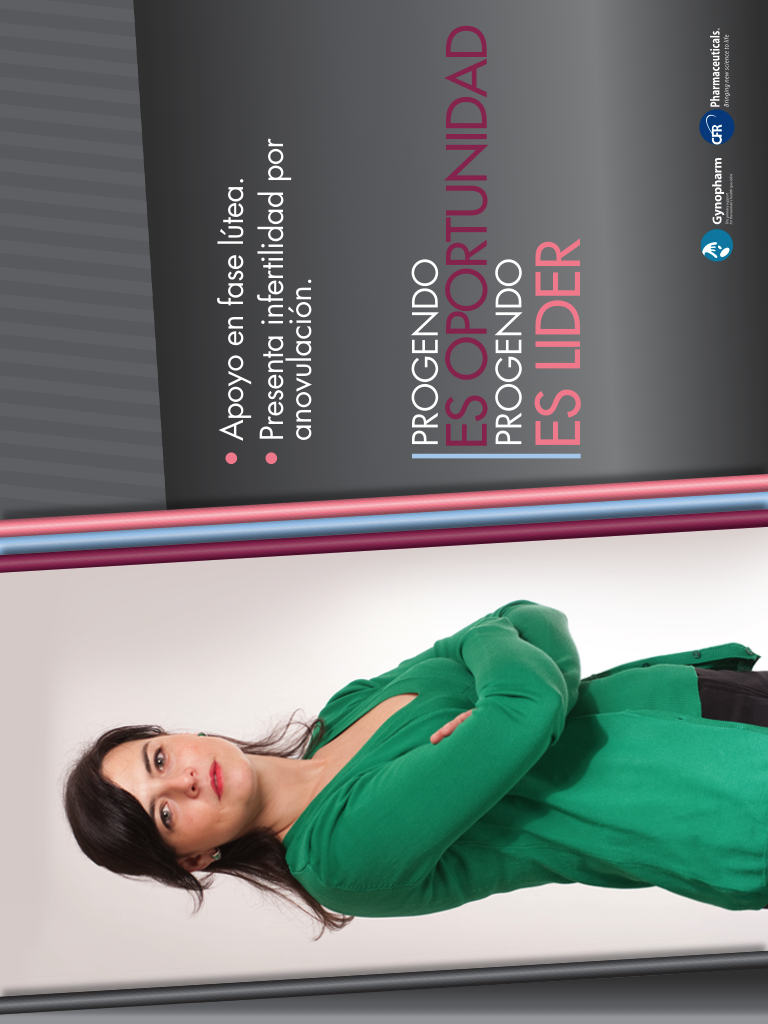 • Apoyo en fase lútea.
• Presenta infertilidad por
anovulación.
PROGENDO
ES OPORTUNIDAD
PROGENDO
ES LIDER
Gynopharm
CFR Pharmaceuticals.
Bringing new science to life